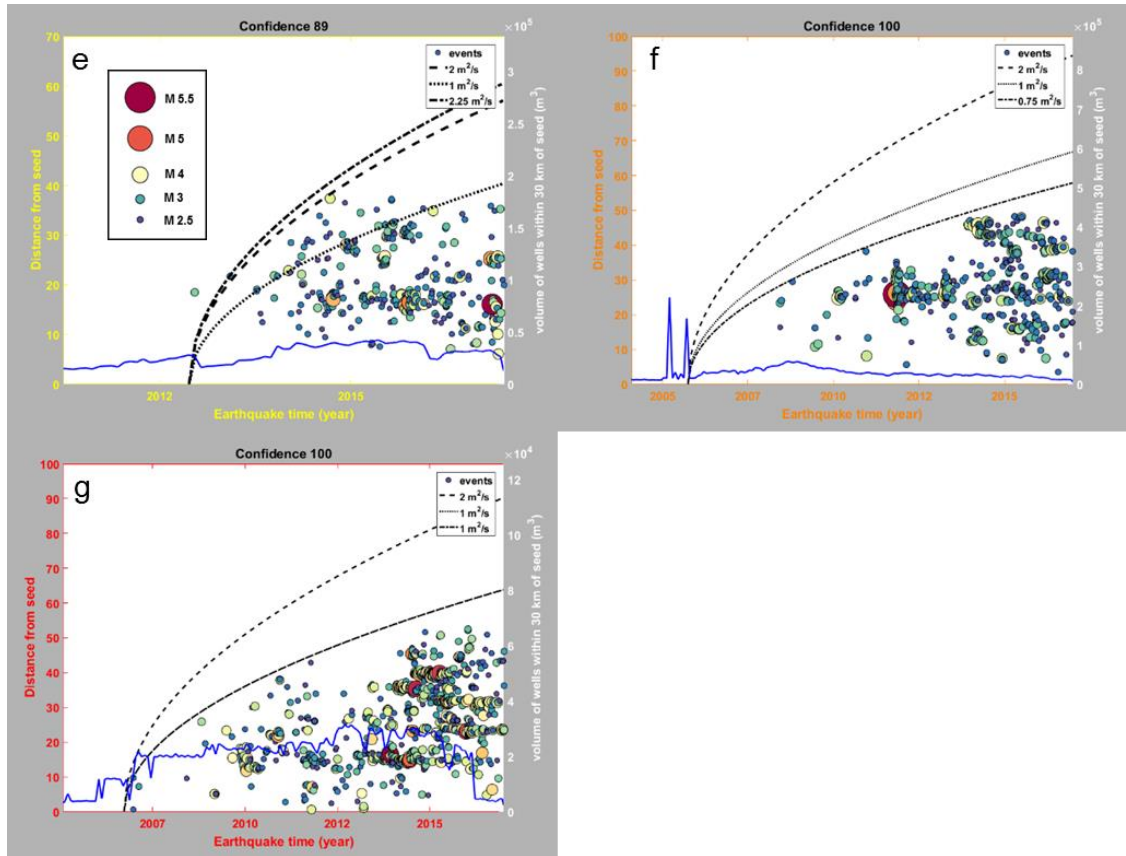 Confidence 89
×10⁵
e
70
60
50
40
30
20
10
0
Distance from seed
M 5.5
M 5
M 4
M 3
M 2.5
events
2 m²/s
1 m²/s
2.25 m²/s
3
2.5
2
1.5
1
0.5
0
volume of wells within 30 km of seed (m³)
2012
2015
Earthquake time (year)
Confidence 100
×10⁵
f
100
90
80
70
60
50
40
30
20
10
0
Distance from seed
events
2 m²/s
1 m²/s
0.75 m²/s
8
7
6
5
4
3
2
1
0
volume of wells within 30 km of seed (m³)
2005
2007
2010
2012
2015
Earthquake time (year)
Confidence 100
×10⁴
g
100
90
80
70
60
50
40
30
20
10
0
Distance from seed
events
2 m²/s
1 m²/s
1 m²/s
12
10
8
6
4
2
0
volume of wells within 30 km of seed (m³)
2007
2010
2012
2015
Earthquake time (year)